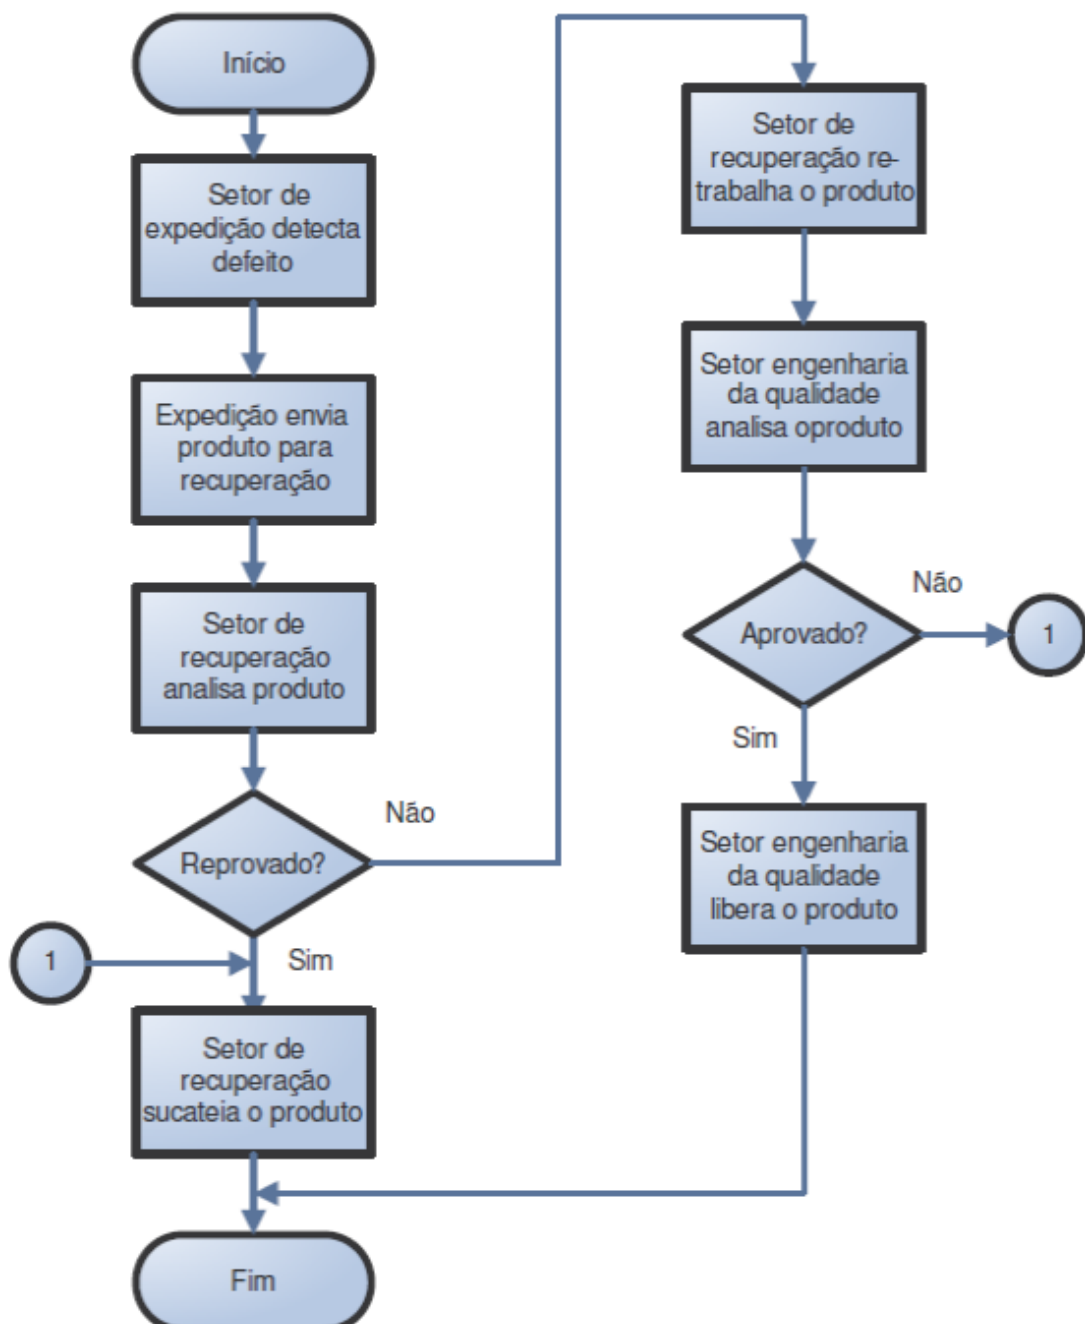 Início
Setor de
expedição detecta
defeito
Expedição envia
produto para
recuperação
Setor de
recuperação
analisa produto
Reprovado?
Não
1
Sim
Setor de
recuperação
sucateia o produto
Fim
Setor de
recuperação re-
trabalha o produto
Setor engenharia
da qualidade
analisa oproduto
Aprovado?
Não
1
Sim
Setor engenharia
da qualidade
libera o produto